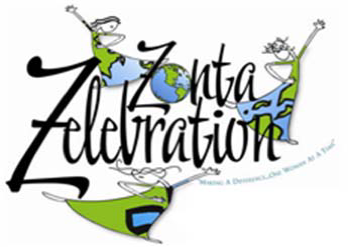 Zonta
Zelebration
"Making A Difference...One Woman At A Time"